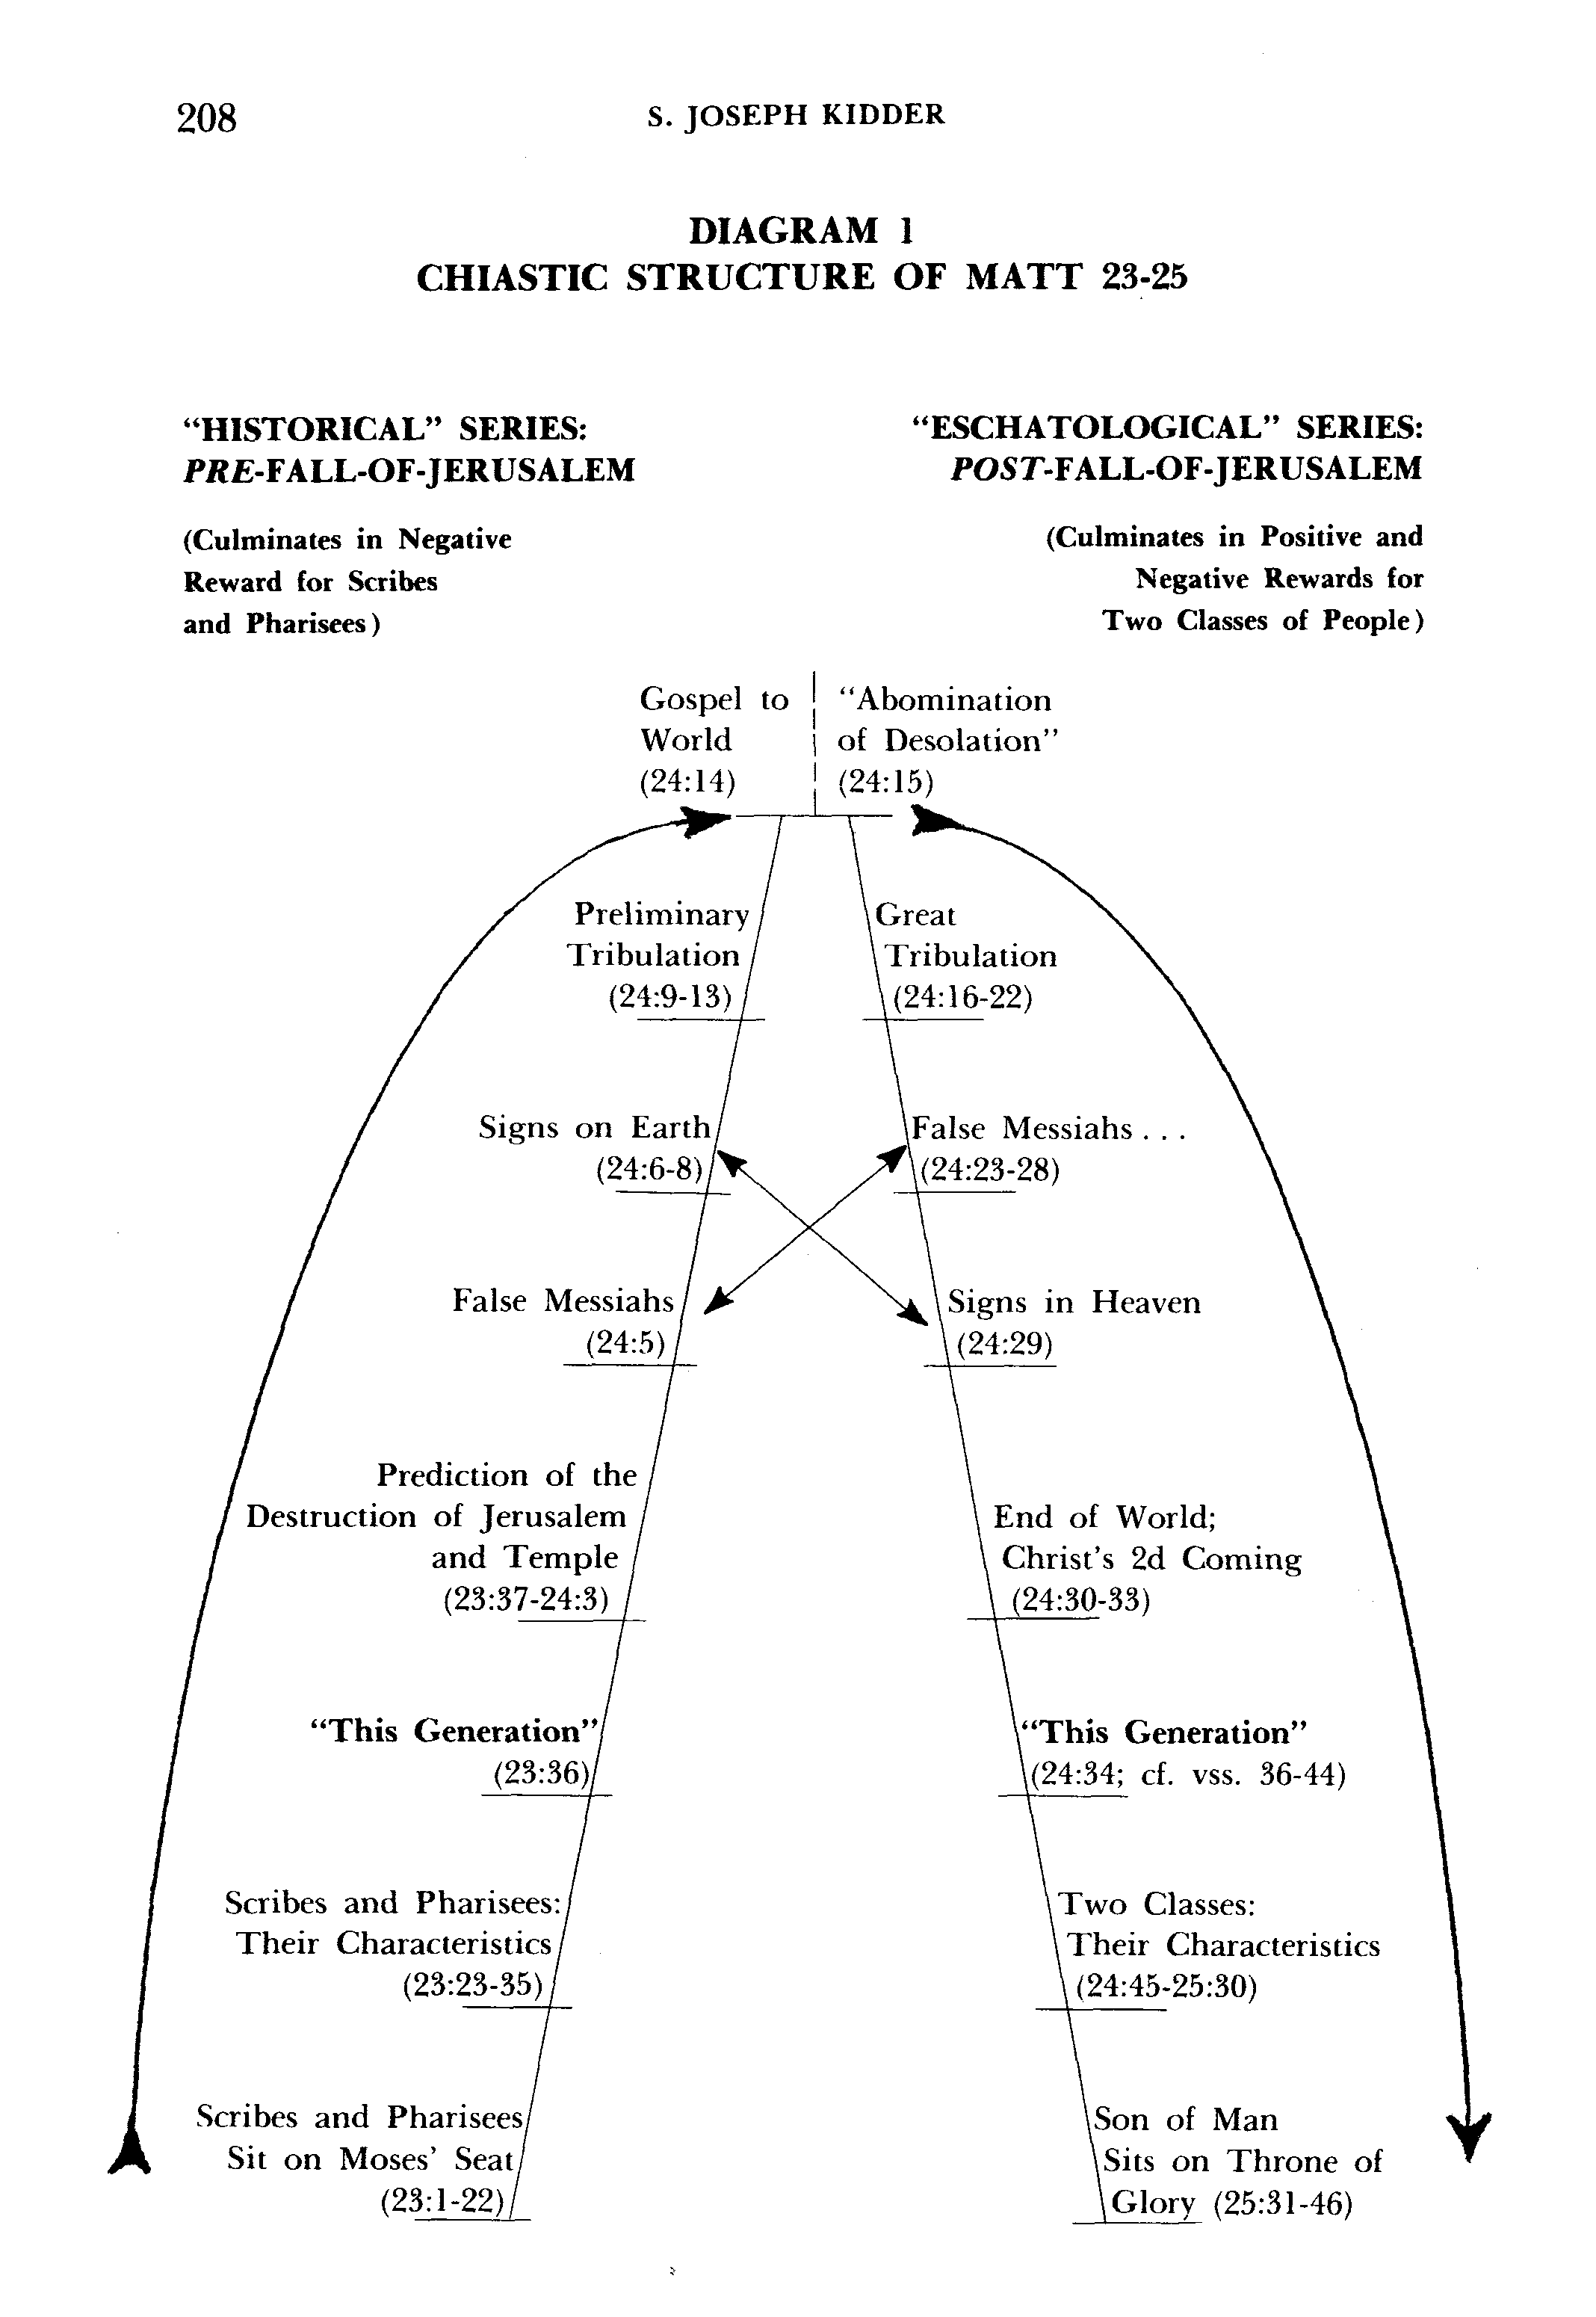 208
S. JOSEPH KIDDER
DIAGRAM 1
CHIASTIC STRUCTURE OF MATT 23-25
“HISTORICAL” SERIES:
PRE-FALL-OF-JERUSALEM
(Culminates in Negative
Reward for Scribes
and Pharisees)
“ESCHATOLOGICAL” SERIES:
POST-FALL-OF-JERUSALEM
(Culminates in Positive and
Negative Rewards for
Two Classes of People)
Gospel to
World
(24:14)
“Abomination
of Desolation”
(24:15)
Preliminary
Tribulation
(24:9-13)
Great
Tribulation
(24:16-22)
Signs on Earth
(24:6-8)
False Messiahs . . .
(24:23-28)
False Messiahs
(24:5)
Signs in Heaven
(24:29)
Prediction of the
Destruction of Jerusalem
and Temple
(23:37-24:3)
End of World;
Christ’s 2d Coming
(24:30-33)
“This Generation”
(23:36)
“This Generation”
(24:34; cf. vss. 36-44)
Scribes and Pharisees:
Their Characteristics
(23:23-35)
Two Classes:
Their Characteristics
(24:45-25:30)
Scribes and Pharisees
Sit on Moses’ Seat
(23:1-22)
Son of Man
Sits on Throne of
Glory (25:31-46)